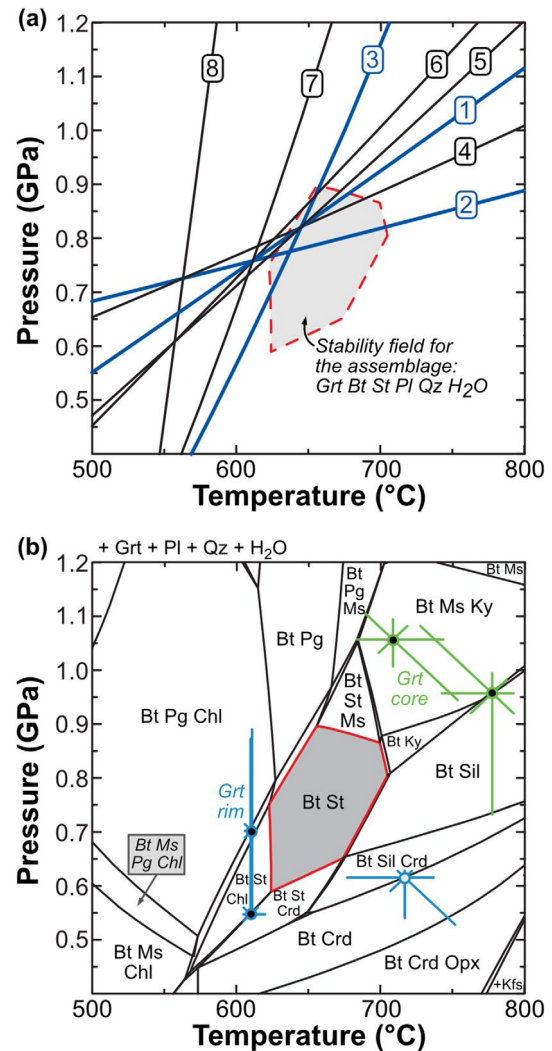 (a)
1.2
1.1
1.0
0.9
0.8
0.7
0.6
0.5
Pressure (GPa)
8
7
3
6
5
1
4
2
Stability field for
the assemblage:
Grt Bt St Pl Qz H₂O
500
600
700
800
Temperature (°C)
(b)
+ Grt + Pl + Qz + H₂O
1.2
1.1
1.0
0.9
0.8
0.7
0.6
0.5
Pressure (GPa)
Bt
Pg
Ms
Bt Ms
Bt Ms Ky
Bt Pg
Grt
core
Bt
St
Ms
Bt Pg Chl
Bt Ky
Bt Sil
Grt
rim
Bt St
Bt Ms
Pg Chl
Bt St
Chl
Bt Sil Crd
Bt St
Crd
Bt Ms
Chl
Bt Crd
Bt Crd Opx
+Kfs
500
600
700
800
Temperature (°C)